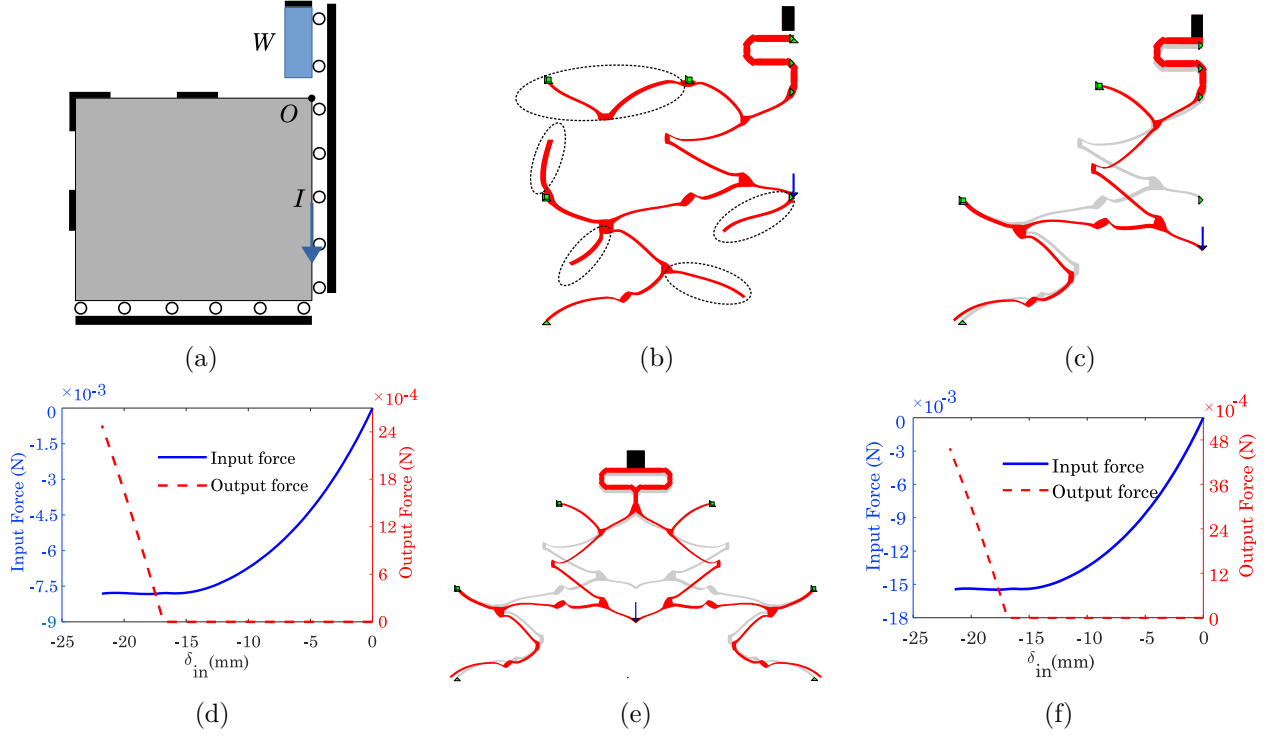 W
O
I
(a)
(b)
(c)
×10⁻³
×10⁻⁴
0
-1.5
-3
-4.5
-6
-7.5
-9
Input Force (N)
Input force
Output force
24
18
12
6
0
Output Force (N)
-25
-20
-15
-10
-5
0
δ_in(mm)
(d)
(e)
×10⁻³
×10⁻⁴
0
-3
-6
-9
-12
-15
-18
Input Force (N)
Input force
Output force
48
36
24
12
0
Output Force (N)
-25
-20
-15
-10
-5
0
δ_in(mm)
(f)